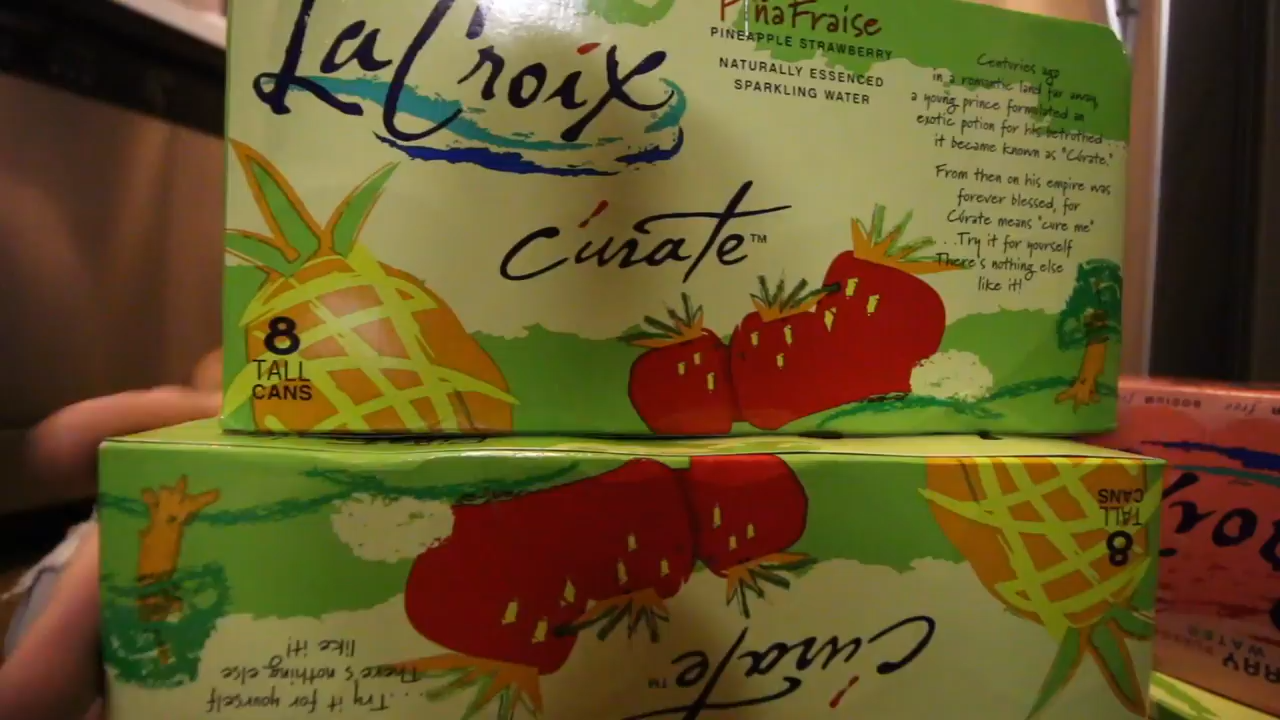 LaCroix
PiñaFraise
PINEAPPLE STRAWBERRY
NATURALLY ESSENCED
SPARKLING WATER
Centuries ago
in a romantic land far away,
a young prince formulated an
exotic potion for his betrothed
it became known as "Cúrate."
From then on his empire was
forever blessed, for
Cúrate means "cure me"
...Try it for yourself
There's nothing else
like it!
cúrate™
8
TALL
CANS
8
TALL
CANS
cúrate™
...Try it for yourself
There's nothing else
like it!
free
SODIUM
WATER